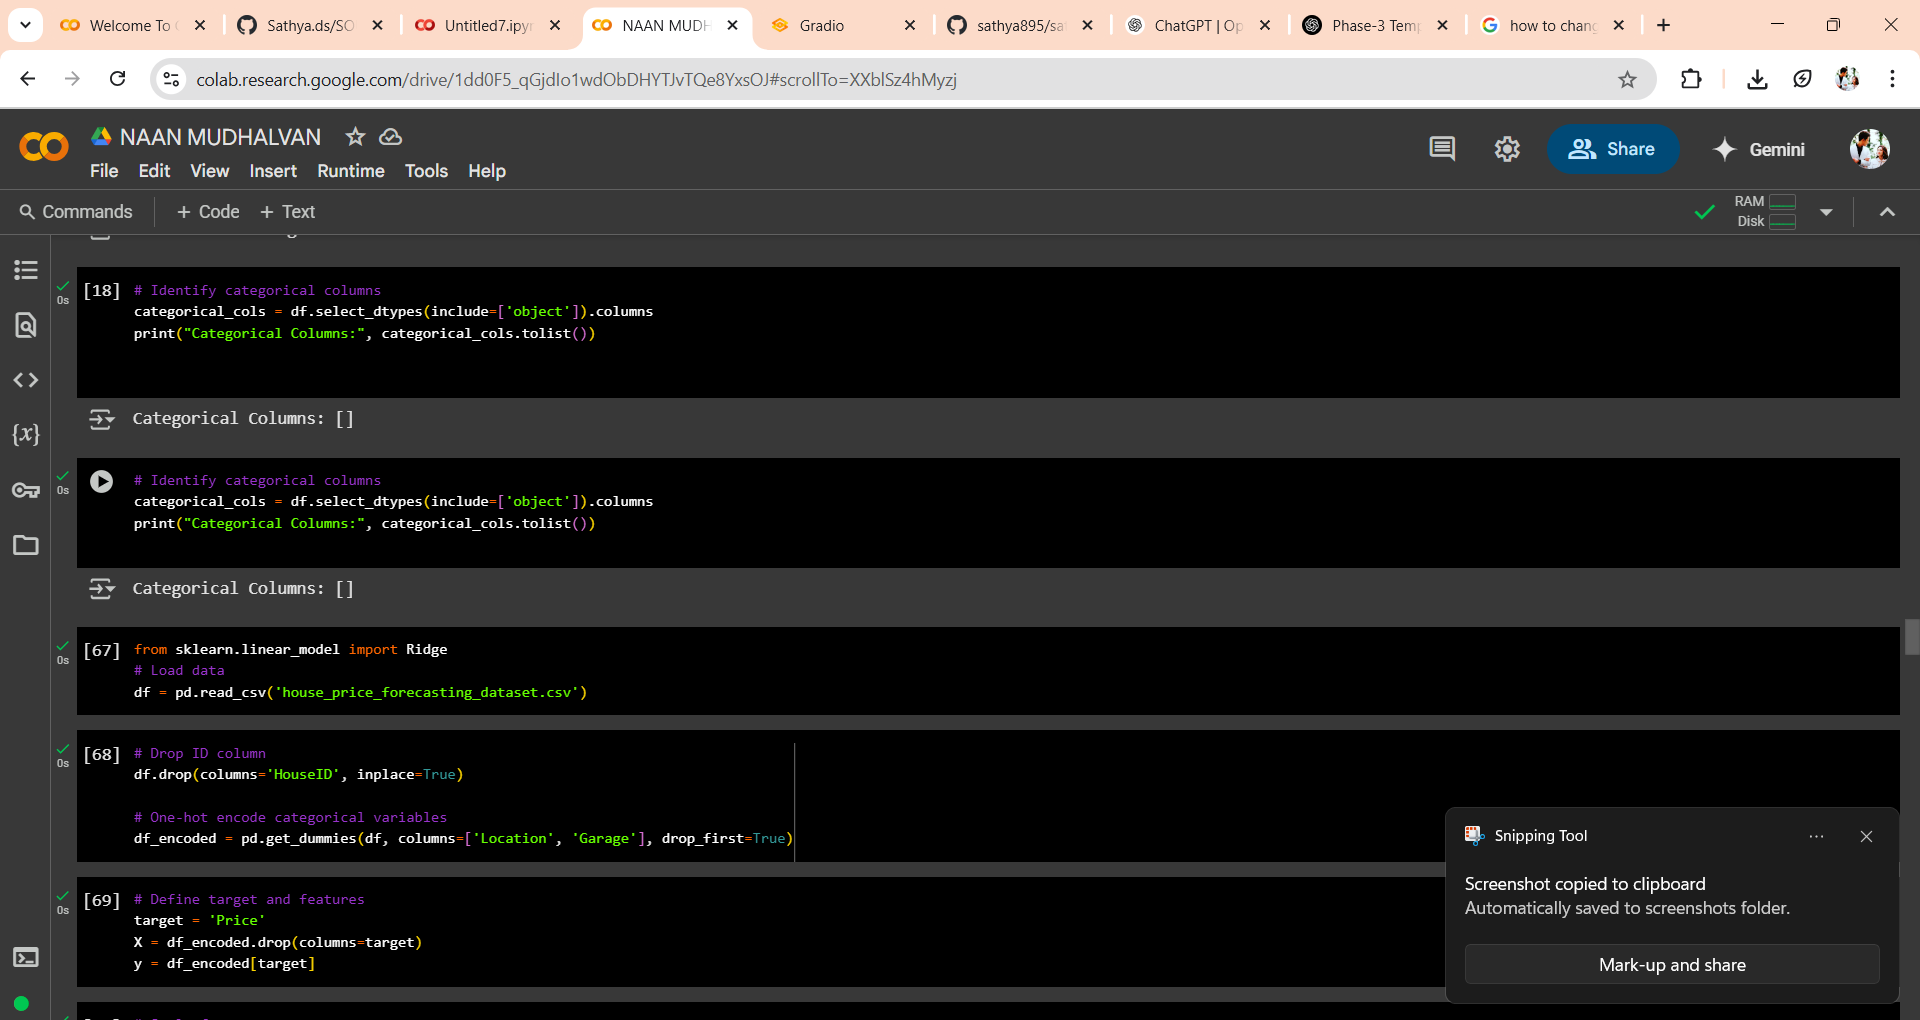 Welcome To
Sathya.ds/SO
Untitled7.ipy
NAAN MUDH
Gradio
sathya895/sa
ChatGPT | Op
Phase-3 Temp
how to chang
colab.research.google.com/drive/1dd0F5_qGjdIo1wdObDHYTJvTQe8YxsOJ#scrollTo=XXblSz4hMyzj
NAAN MUDHALVAN
Share
Gemini
File Edit View Insert Runtime Tools Help
Commands + Code + Text
RAM
Disk
0s
[18] # Identify categorical columns
categorical_cols = df.select_dtypes(include=['object']).columns
print("Categorical Columns:", categorical_cols.tolist())
Categorical Columns: []
0s
# Identify categorical columns
categorical_cols = df.select_dtypes(include=['object']).columns
print("Categorical Columns:", categorical_cols.tolist())
Categorical Columns: []
0s
[67] from sklearn.linear_model import Ridge
# Load data
df = pd.read_csv('house_price_forecasting_dataset.csv')
0s
[68] # Drop ID column
df.drop(columns='HouseID', inplace=True)
# One-hot encode categorical variables
df_encoded = pd.get_dummies(df, columns=['Location', 'Garage'], drop_first=True)
0s
[69] # Define target and features
target = 'Price'
X = df_encoded.drop(columns=target)
y = df_encoded[target]
Snipping Tool
Screenshot copied to clipboard
Automatically saved to screenshots folder.
Mark-up and share